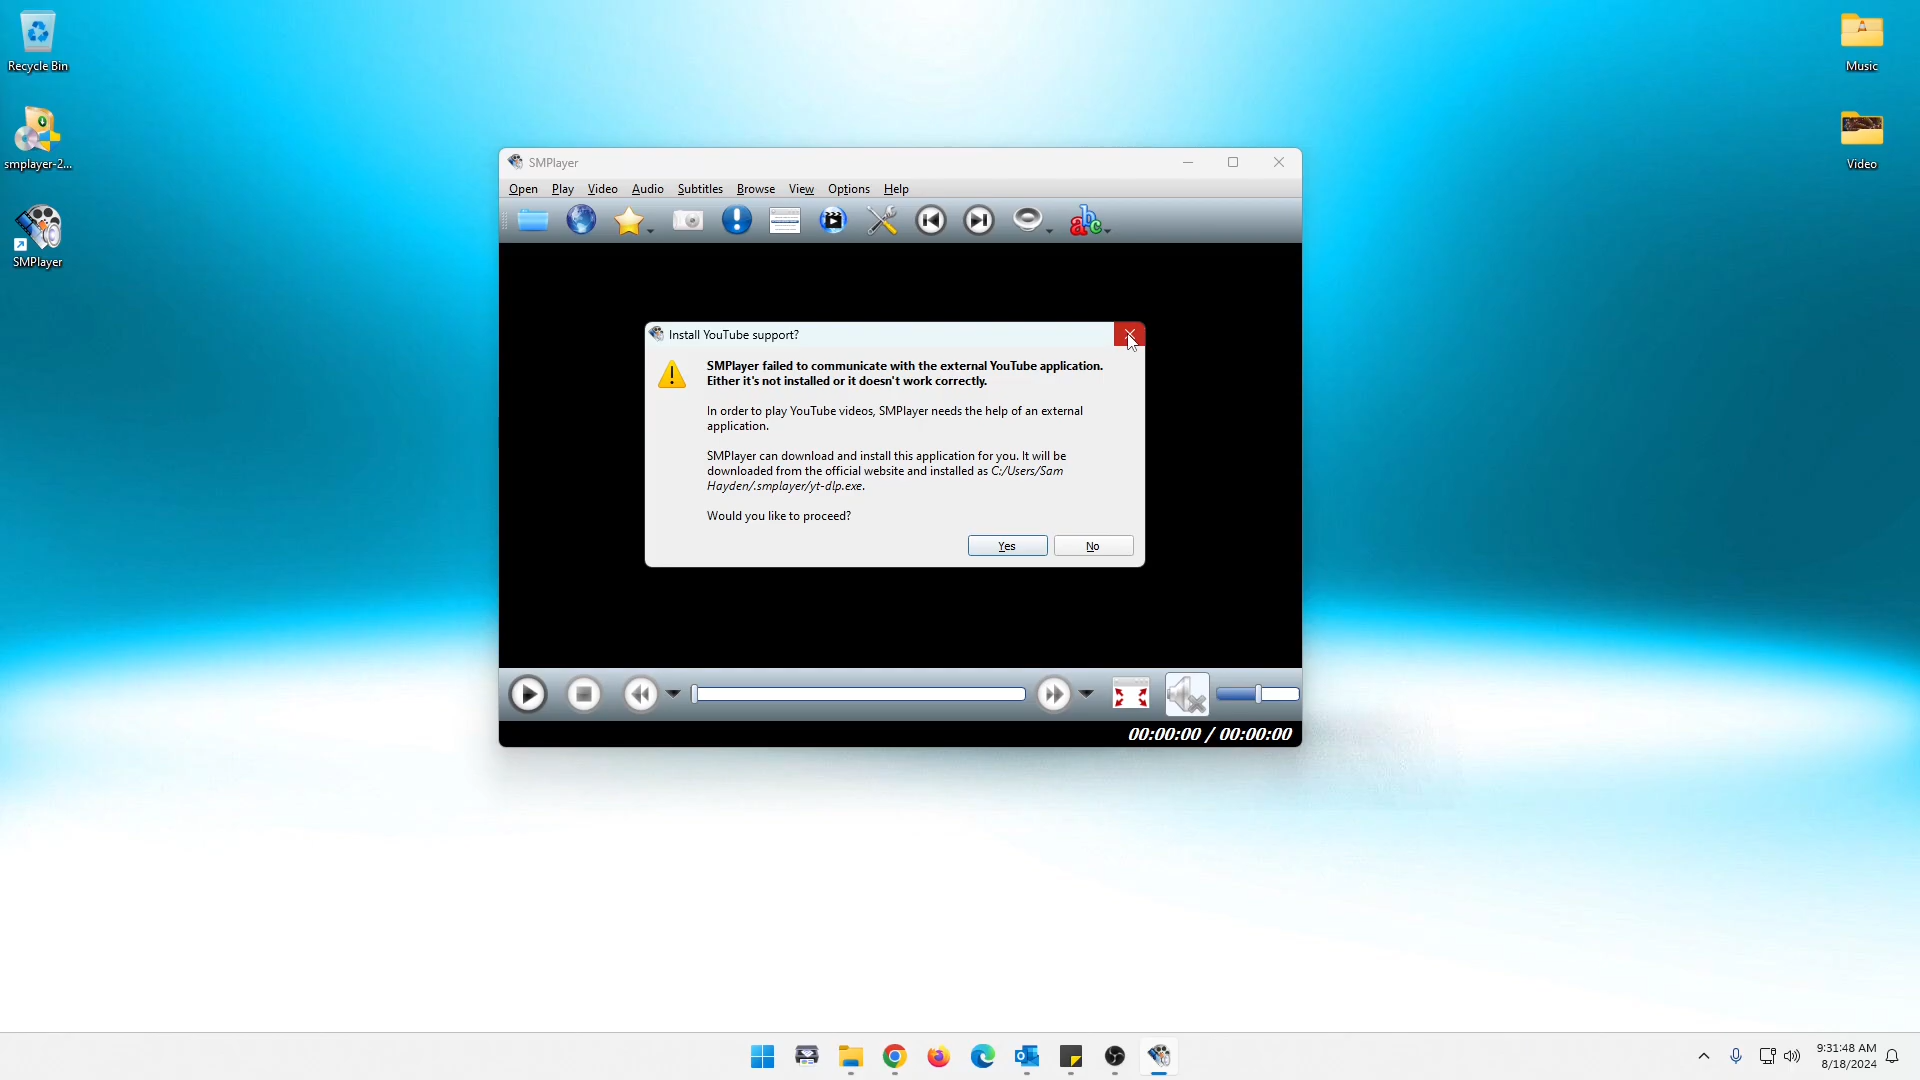 Recycle Bin
smplayer-2...
SMPlayer
Music
Video
SMPlayer
Open Play Video Audio Subtitles Browse View Options Help
abc
Install YouTube support?
SMPlayer failed to communicate with the external YouTube application.
Either it's not installed or it doesn't work correctly.
In order to play YouTube videos, SMPlayer needs the help of an external
application.
SMPlayer can download and install this application for you. It will be
downloaded from the official website and installed as C:/Users/Sam
Hayden/.smplayer/yt-dlp.exe.
Would you like to proceed?
Yes
No
00:00:00 / 00:00:00
9:31:48 AM
8/18/2024